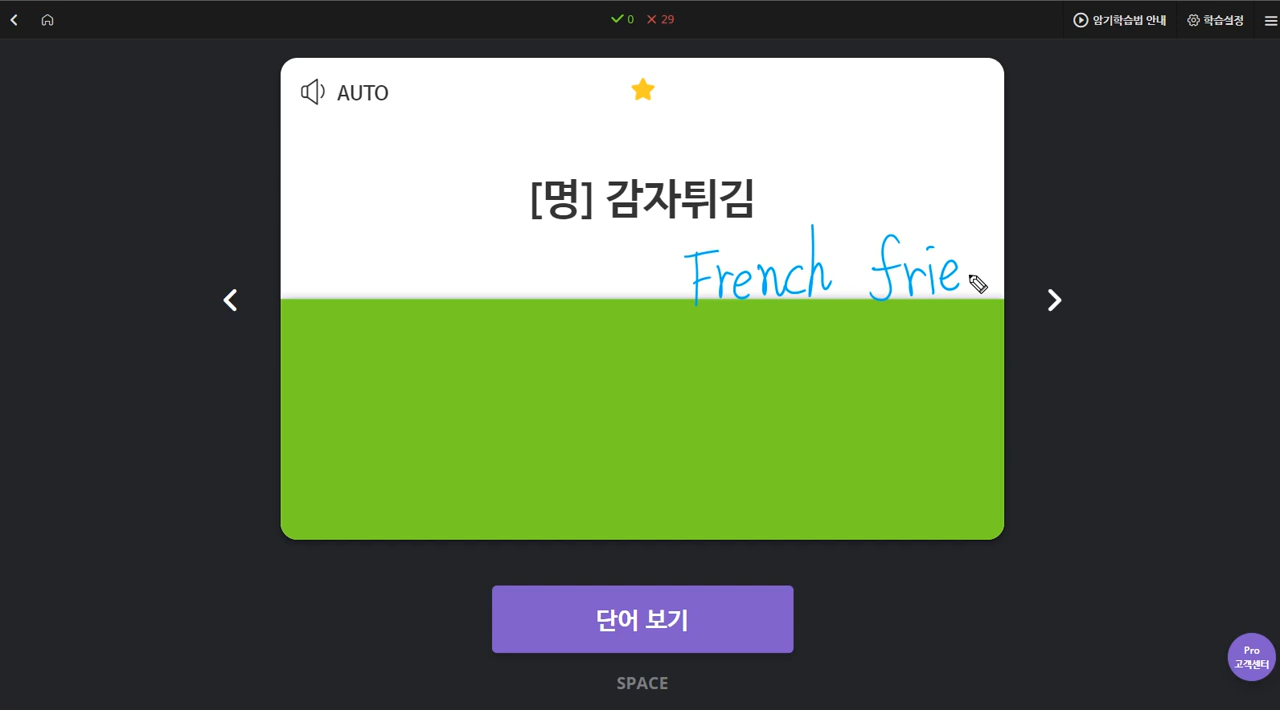 0 29 암기학습법 안내 학습설정
AUTO
[명] 감자튀김
French frie
단어 보기
SPACE
Pro
고객센터